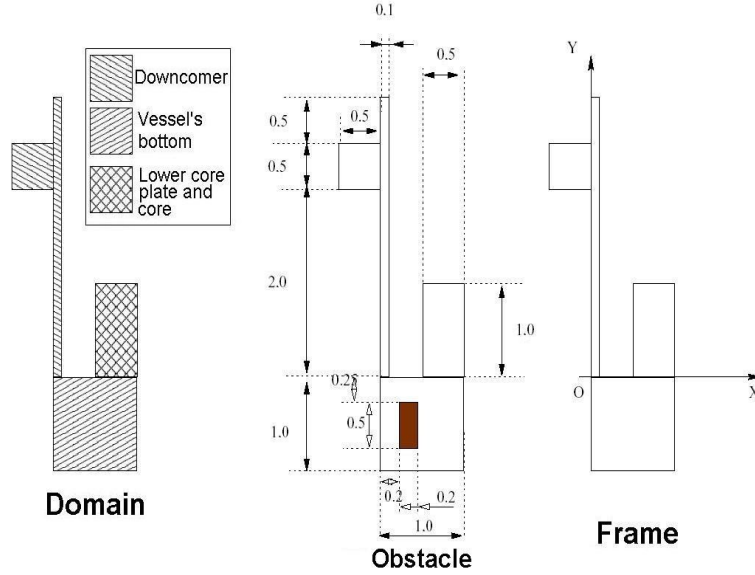 Downcomer
Vessel's
bottom
Lower core
plate and
core
Domain
0.1
0.5
0.5
0.5
0.5
2.0
1.0
0.25
0.5
1.0
0.2
0.2
1.0
Obstacle
Y
O
X
Frame